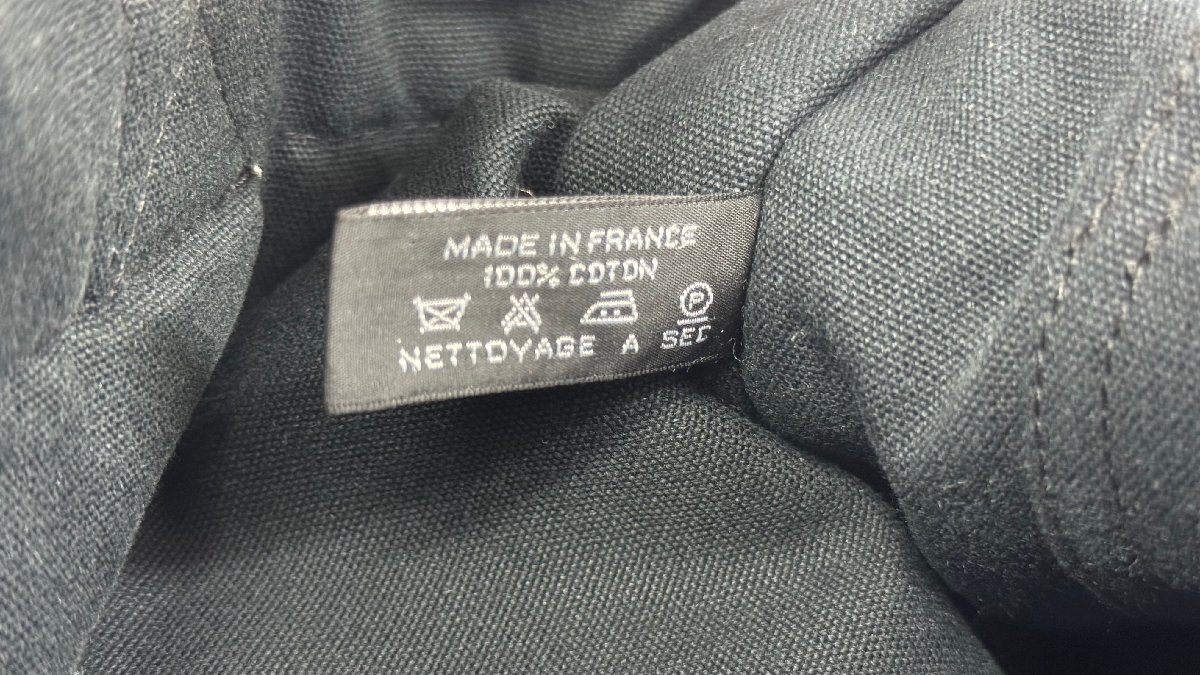 MADE IN FRANCE
100% COTON
P
NETTOYAGE A SEC